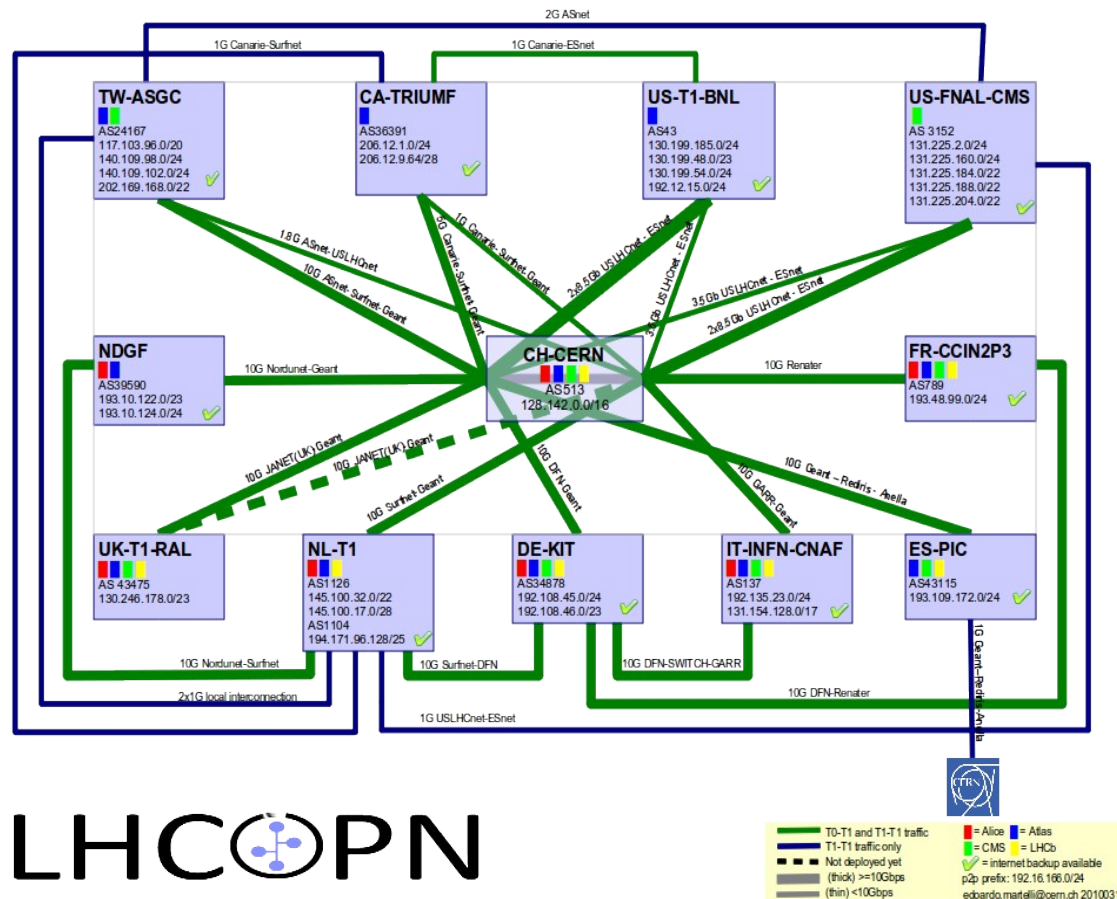 2G ASnet
1G Canarie-Surfnet
1G Canarie-ESnet
TW-ASGC
AS24167
117.103.96.0/20
140.109.98.0/24
140.109.102.0/24
202.169.168.0/22
CA-TRIUMF
AS36391
206.12.1.0/24
206.12.9.64/28
US-T1-BNL
AS43
130.199.185.0/24
130.199.48.0/23
130.199.54.0/24
192.12.15.0/24
US-FNAL-CMS
AS 3152
131.225.2.0/24
131.225.160.0/24
131.225.184.0/22
131.225.188.0/22
131.225.204.0/22
1.8G ASnet-USLHCnet
10G ASnet-Surfnet-Geant
5G Canarie-Surfnet-Geant
1G Canarie-Surfnet-Geant
2x8.5Gb USLHCnet - ESnet
3.5Gb USLHCnet - ESnet
3.5Gb USLHCnet - ESnet
2x8.5Gb USLHCnet - ESnet
NDGF
AS39590
193.10.122.0/23
193.10.124.0/24
10G Nordunet-Geant
CH-CERN
AS513
128.142.0.0/16
10G Renater
FR-CCIN2P3
AS789
193.48.99.0/24
10G JANET(UK)-Geant
10G JANET(UK)-Geant
10G Surfnet-Geant
10G DFN-Geant
10G GARR-Geant
10G Geant – Rediris - Anella
UK-T1-RAL
AS 43475
130.246.178.0/23
NL-T1
AS1126
145.100.32.0/22
145.100.17.0/28
AS1104
194.171.96.128/25
DE-KIT
AS34878
192.108.45.0/24
192.108.46.0/23
IT-INFN-CNAF
AS137
192.135.23.0/24
131.154.128.0/17
ES-PIC
AS43115
193.109.172.0/24
10G Nordunet-Surfnet
10G Surfnet-DFN
10G DFN-SWITCH-GARR
10G DFN-Renater
2x1G local interconnection
1G USLHCnet-ESnet
1G Geant–Rediris-Anella
CERN
LHCOPN
T0-T1 and T1-T1 traffic
T1-T1 traffic only
Not deployed yet
(thick) >=10Gbps
(thin) <10Gbps
= Alice = Atlas
= CMS = LHCb
= internet backup available
p2p prefix: 192.16.166.0/24
edoardo.martelli@cern.ch 201003